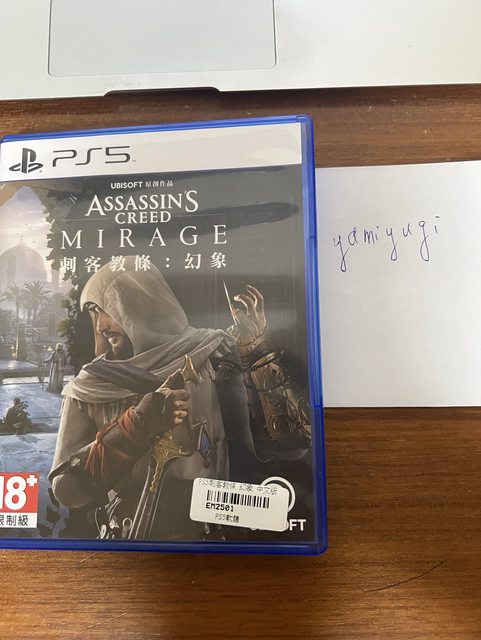 PS5
UBISOFT 原創作品
ASSASSIN'S
CREED
MIRAGE
刺客教條：幻象
yamiyugi
18+
限制級
PS5刺客教條 幻象 中文版
EM2501
PS5軟體